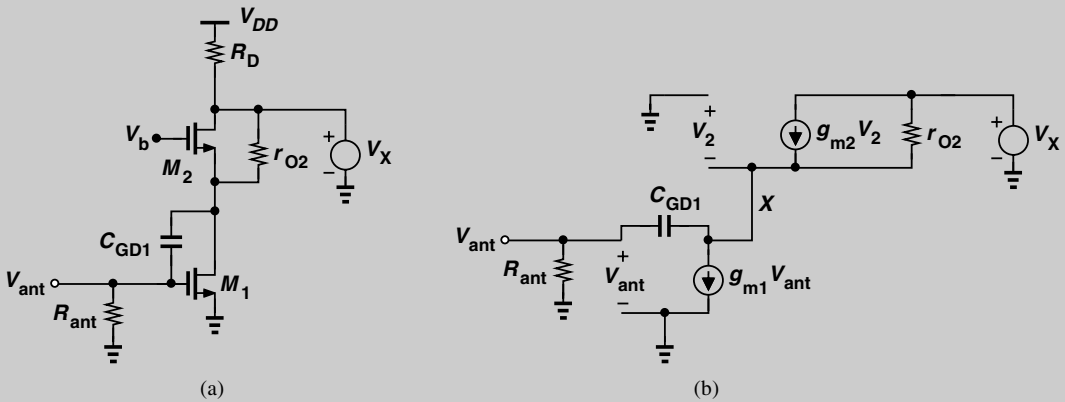 V_DD
R_D
V_b
M_2
r_O2
+
−
V_X
C_GD1
V_ant
M_1
R_ant
(a)
+
V_2
−
g_m2 V_2
r_O2
+
−
V_X
C_GD1
X
V_ant
R_ant
+
V_ant
−
g_m1 V_ant
(b)